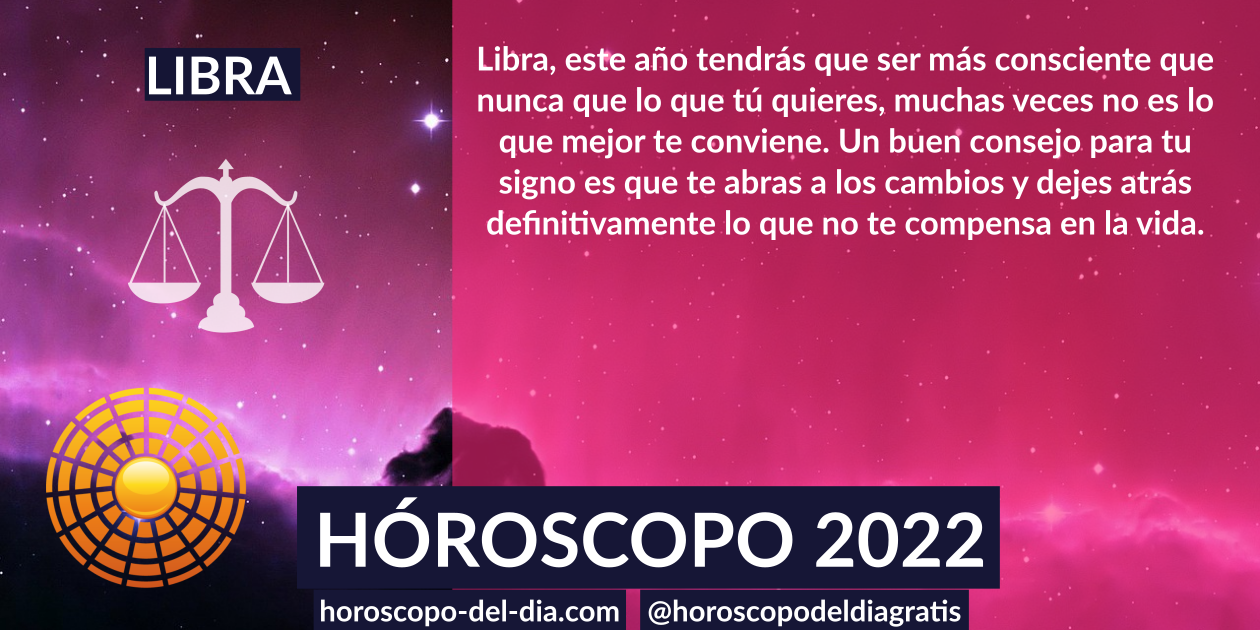 LIBRA
Libra, este año tendrás que ser más consciente que
nunca que lo que tú quieres, muchas veces no es lo
que mejor te conviene. Un buen consejo para tu
signo es que te abras a los cambios y dejes atrás
definitivamente lo que no te compensa en la vida.
HÓROSCOPO 2022
horoscopo-del-dia.com @horoscopodeldiagratis